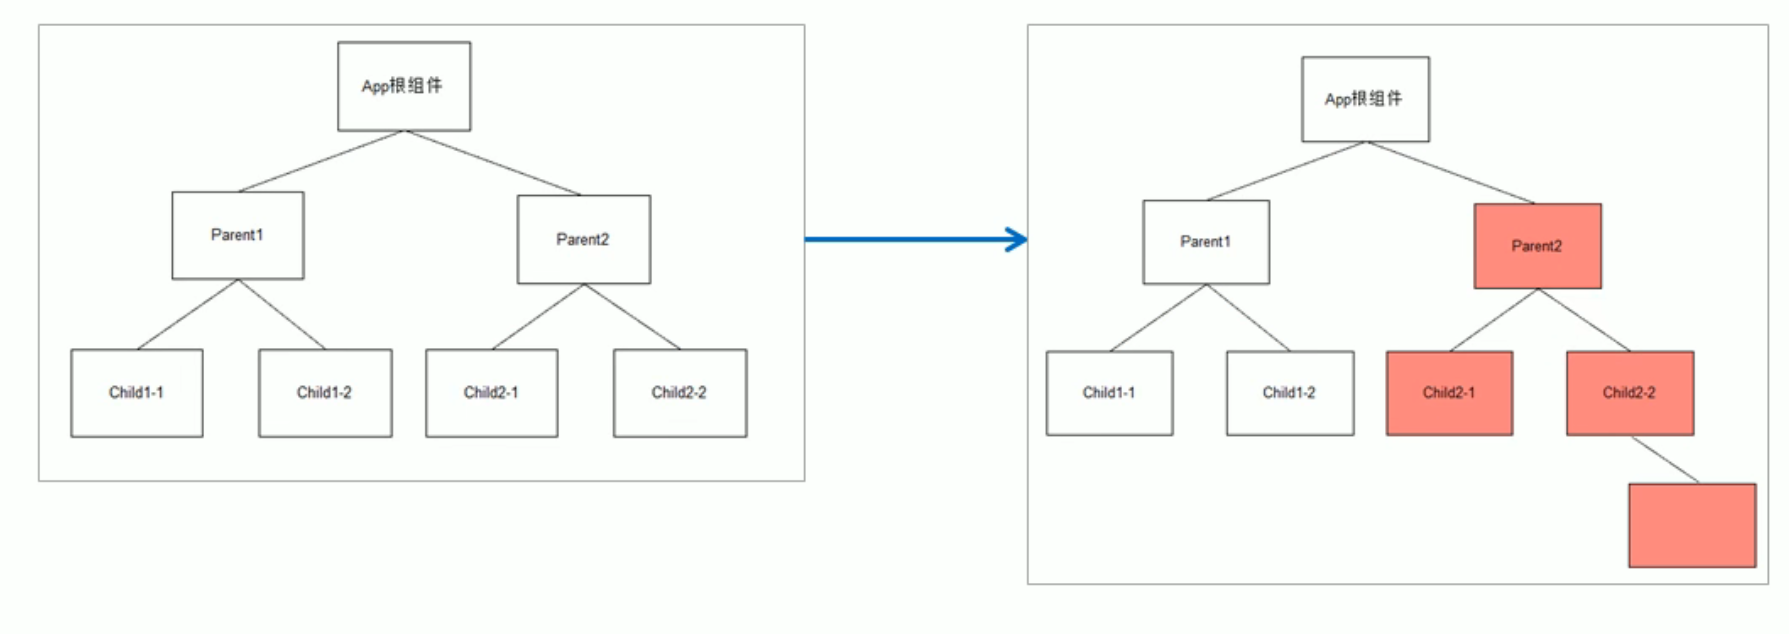 App根组件
Parent1
Parent2
Child1-1
Child1-2
Child2-1
Child2-2
App根组件
Parent1
Parent2
Child1-1
Child1-2
Child2-1
Child2-2